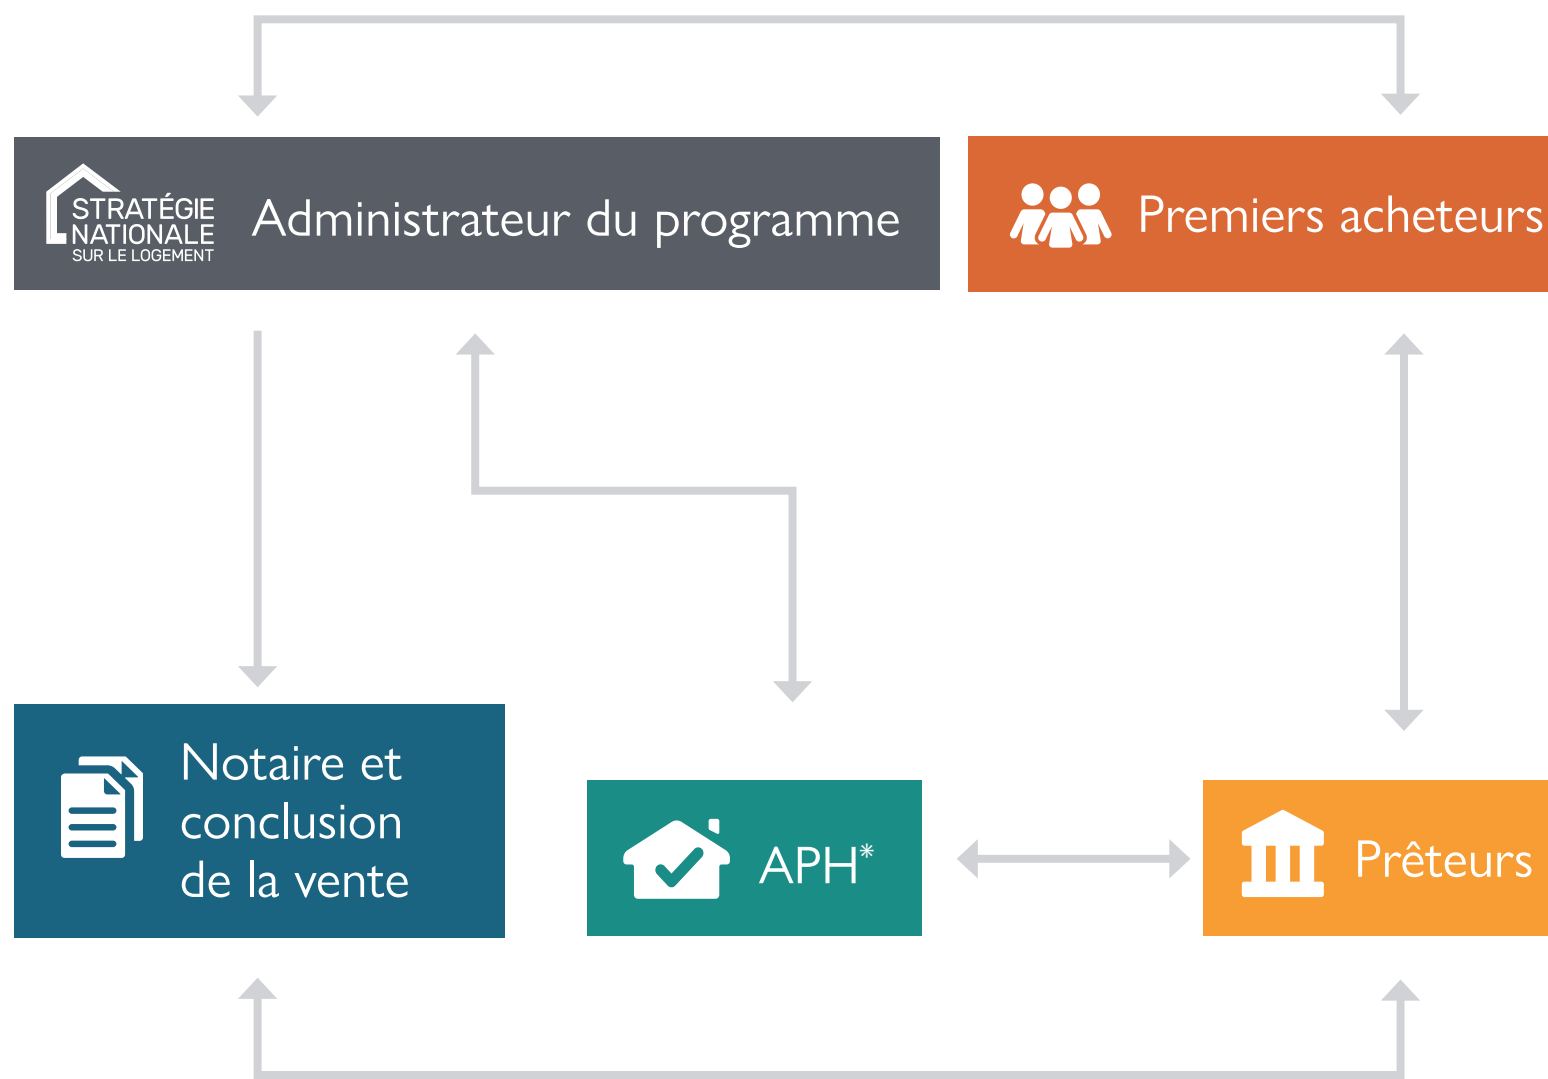 STRATÉGIE
NATIONALE
SUR LE LOGEMENT
Administrateur du programme
Premiers acheteurs
Notaire et
conclusion
de la vente
APH*
Prêteurs